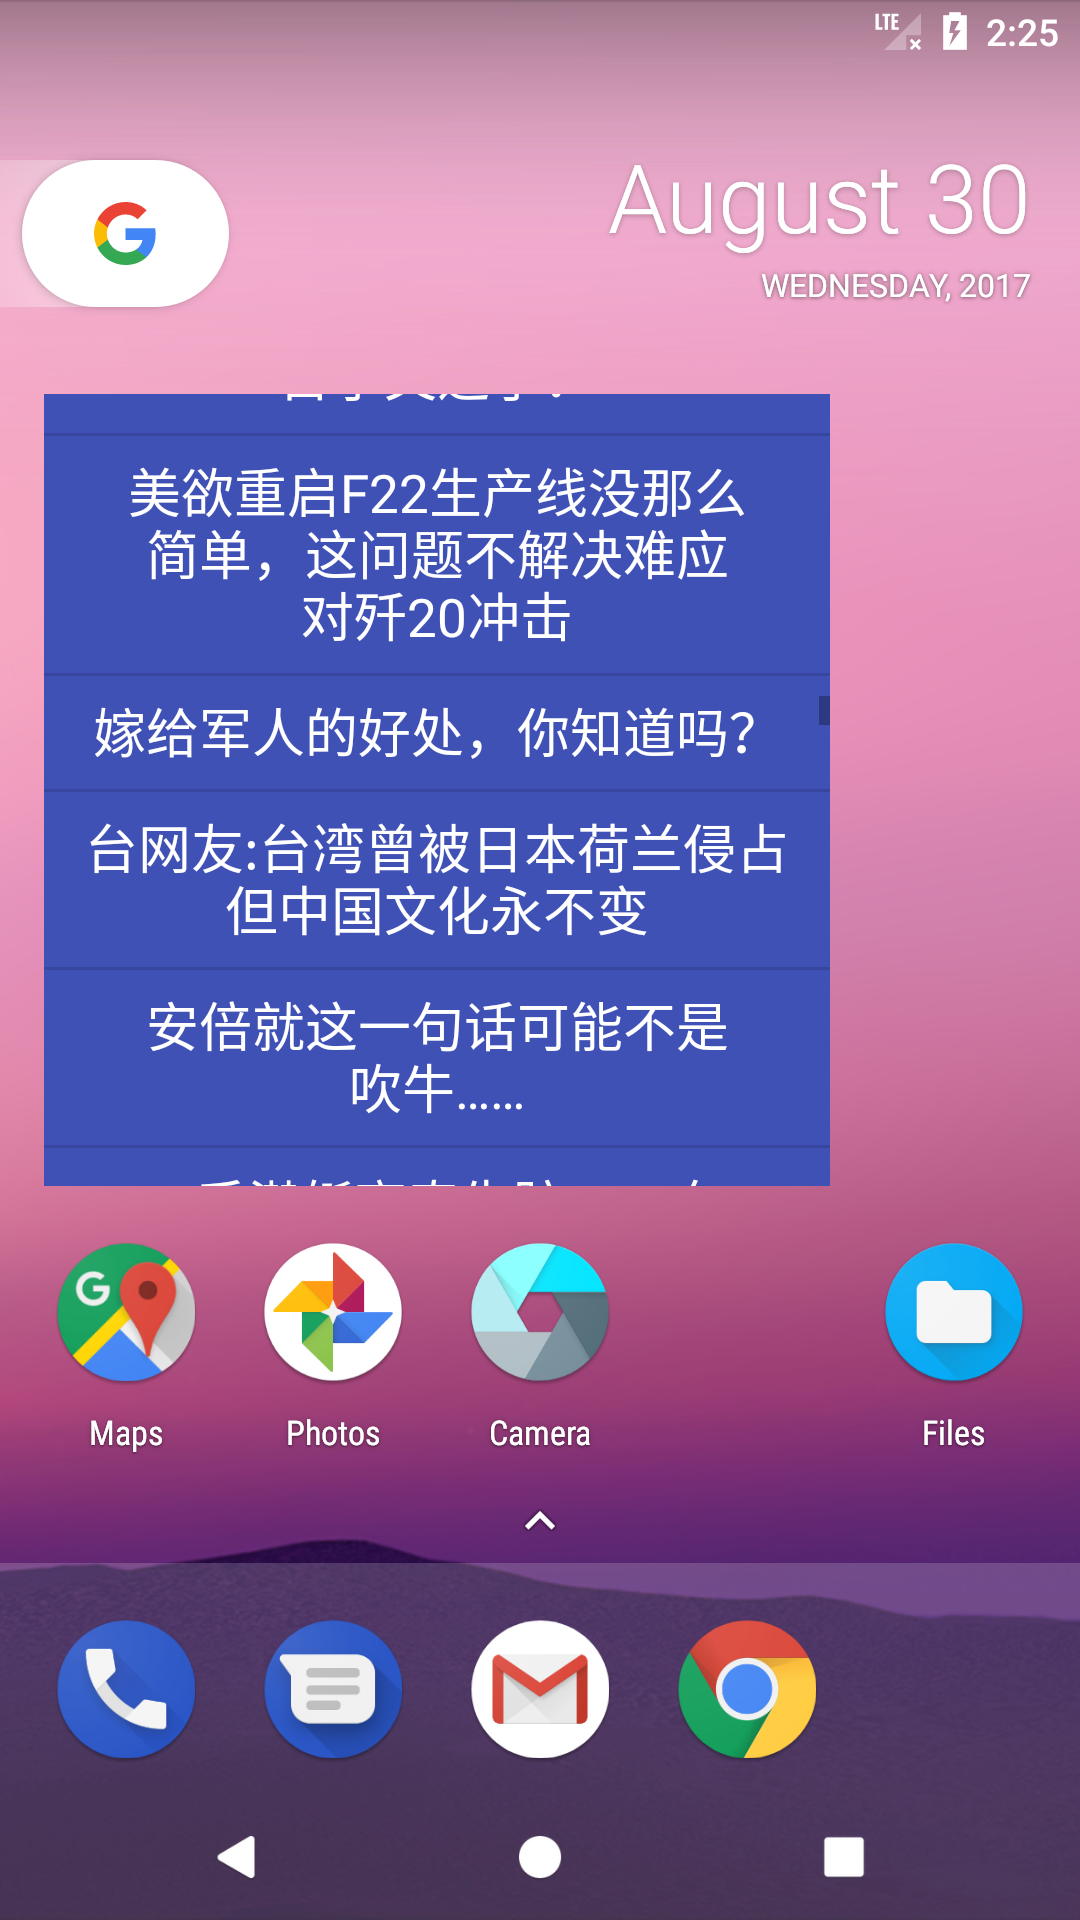 LTE
2:25
August 30
WEDNESDAY, 2017
美欲重启F22生产线没那么
简单，这问题不解决难应
对歼20冲击
嫁给军人的好处，你知道吗？
台网友:台湾曾被日本荷兰侵占
但中国文化永不变
安倍就这一句话可能不是
吹牛……
Maps
Photos
Camera
Files